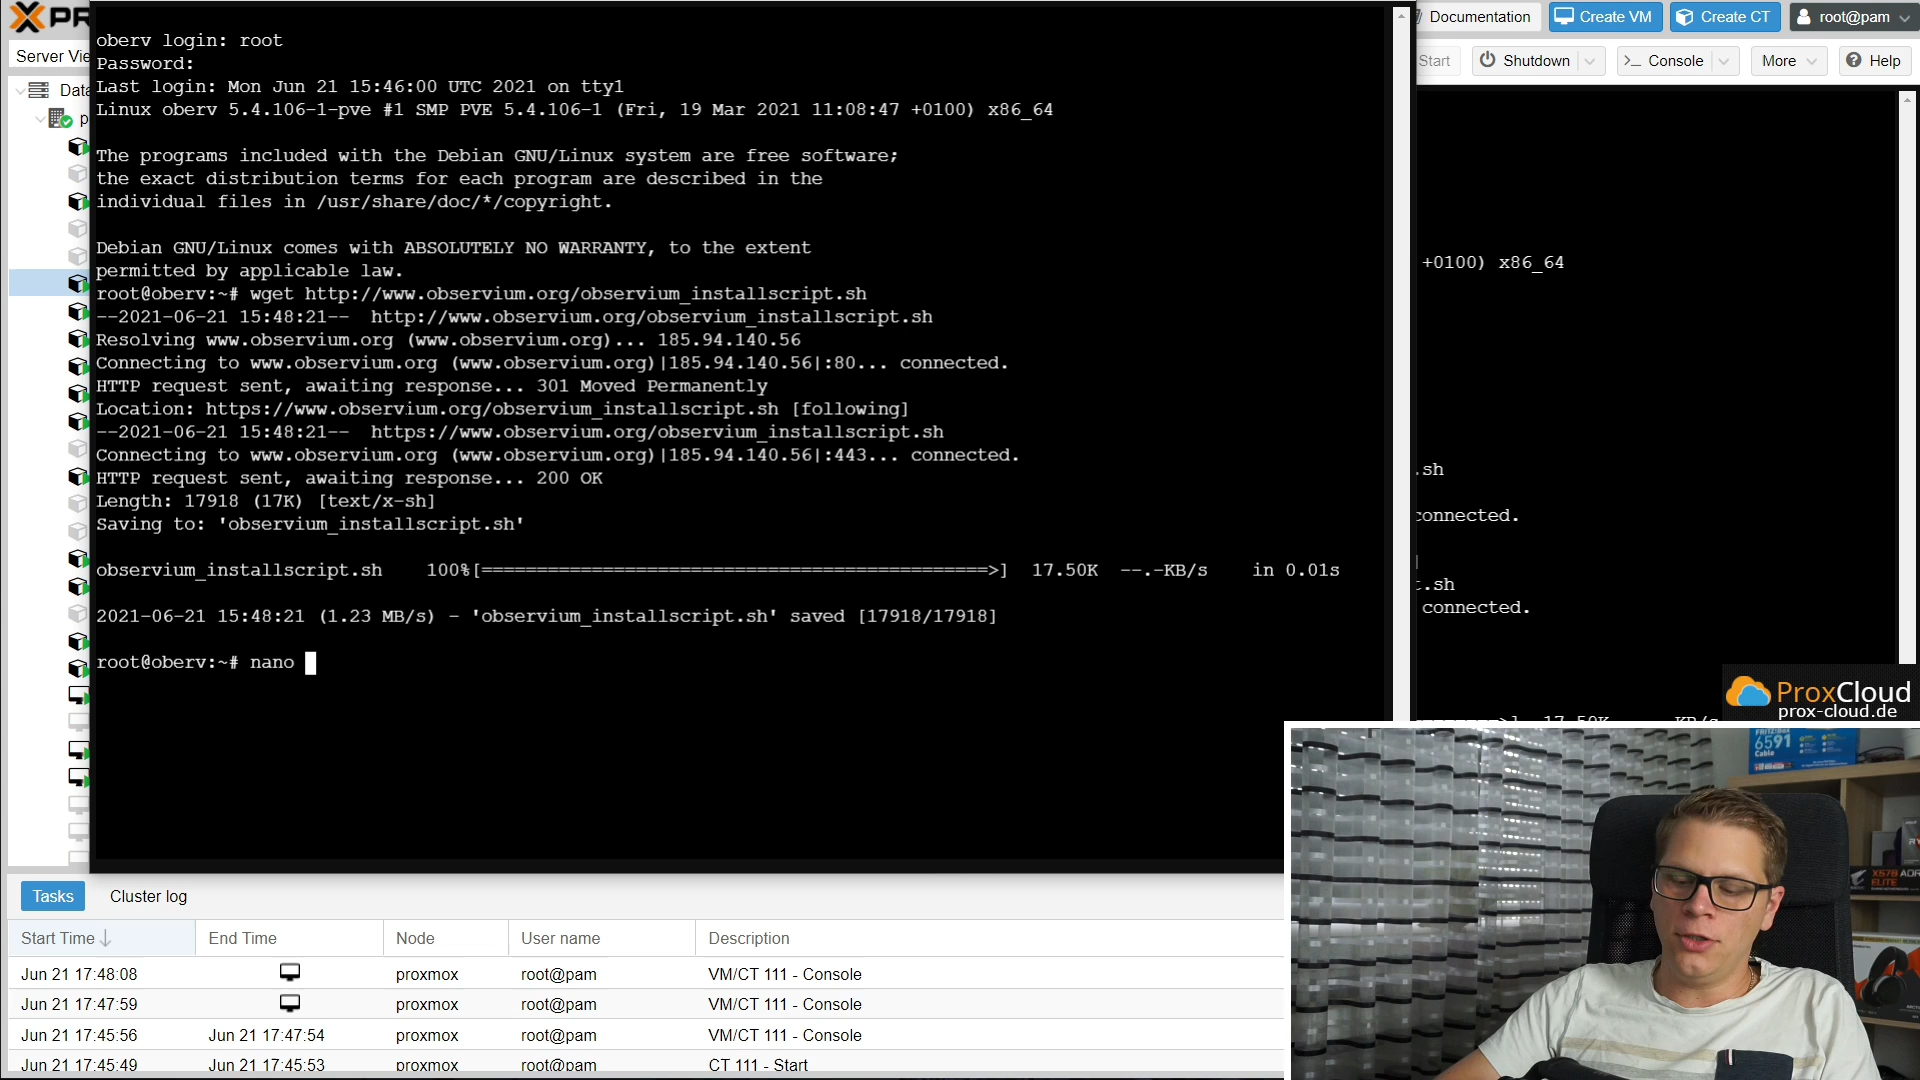 PR
Documentation
Create VM
Create CT
root@pam
Server Vie
Start
Shutdown
Console
More
Help
Data
p
oberv login: root
Password:
Last login: Mon Jun 21 15:46:00 UTC 2021 on tty1
Linux oberv 5.4.106-1-pve #1 SMP PVE 5.4.106-1 (Fri, 19 Mar 2021 11:08:47 +0100) x86_64
The programs included with the Debian GNU/Linux system are free software;
the exact distribution terms for each program are described in the
individual files in /usr/share/doc/*/copyright.
Debian GNU/Linux comes with ABSOLUTELY NO WARRANTY, to the extent
permitted by applicable law.
root@oberv:~# wget http://www.observium.org/observium_installscript.sh
--2021-06-21 15:48:21--  http://www.observium.org/observium_installscript.sh
Resolving www.observium.org (www.observium.org)... 185.94.140.56
Connecting to www.observium.org (www.observium.org)|185.94.140.56|:80... connected.
HTTP request sent, awaiting response... 301 Moved Permanently
Location: https://www.observium.org/observium_installscript.sh [following]
--2021-06-21 15:48:21--  https://www.observium.org/observium_installscript.sh
Connecting to www.observium.org (www.observium.org)|185.94.140.56|:443... connected.
HTTP request sent, awaiting response... 200 OK
Length: 17918 (17K) [text/x-sh]
Saving to: 'observium_installscript.sh'
observium_installscript.sh    100%[==============================================>]  17.50K  --.-KB/s    in 0.01s
2021-06-21 15:48:21 (1.23 MB/s) - 'observium_installscript.sh' saved [17918/17918]
root@oberv:~# nano
+0100) x86_64
.sh
connected.
t.sh
connected.
ProxCloud
prox-cloud.de
FRITZ!Box
6591
Cable
X570 AOR
ELITE
Tasks
Cluster log
Start Time
End Time
Node
User name
Description
Jun 21 17:48:08
proxmox
root@pam
VM/CT 111 - Console
Jun 21 17:47:59
proxmox
root@pam
VM/CT 111 - Console
Jun 21 17:45:56
Jun 21 17:47:54
proxmox
root@pam
VM/CT 111 - Console
Jun 21 17:45:49
Jun 21 17:45:53
proxmox
root@pam
CT 111 - Start